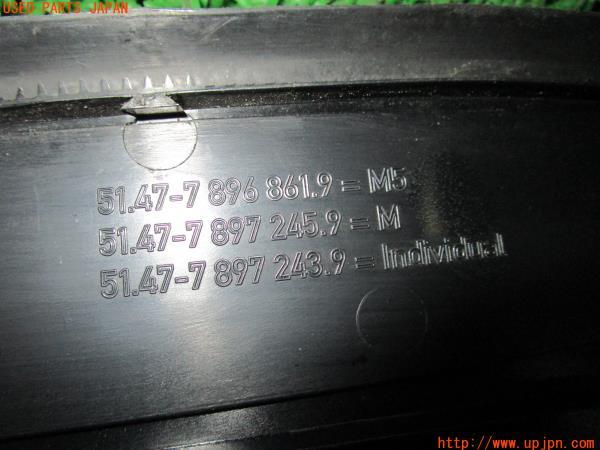 USED PARTS JAPAN
51.47-7 896 861.9 = M5
51.47-7 897 245.9 = M
51.47-7 897 243.9 = Individual
http://www.upjpn.com